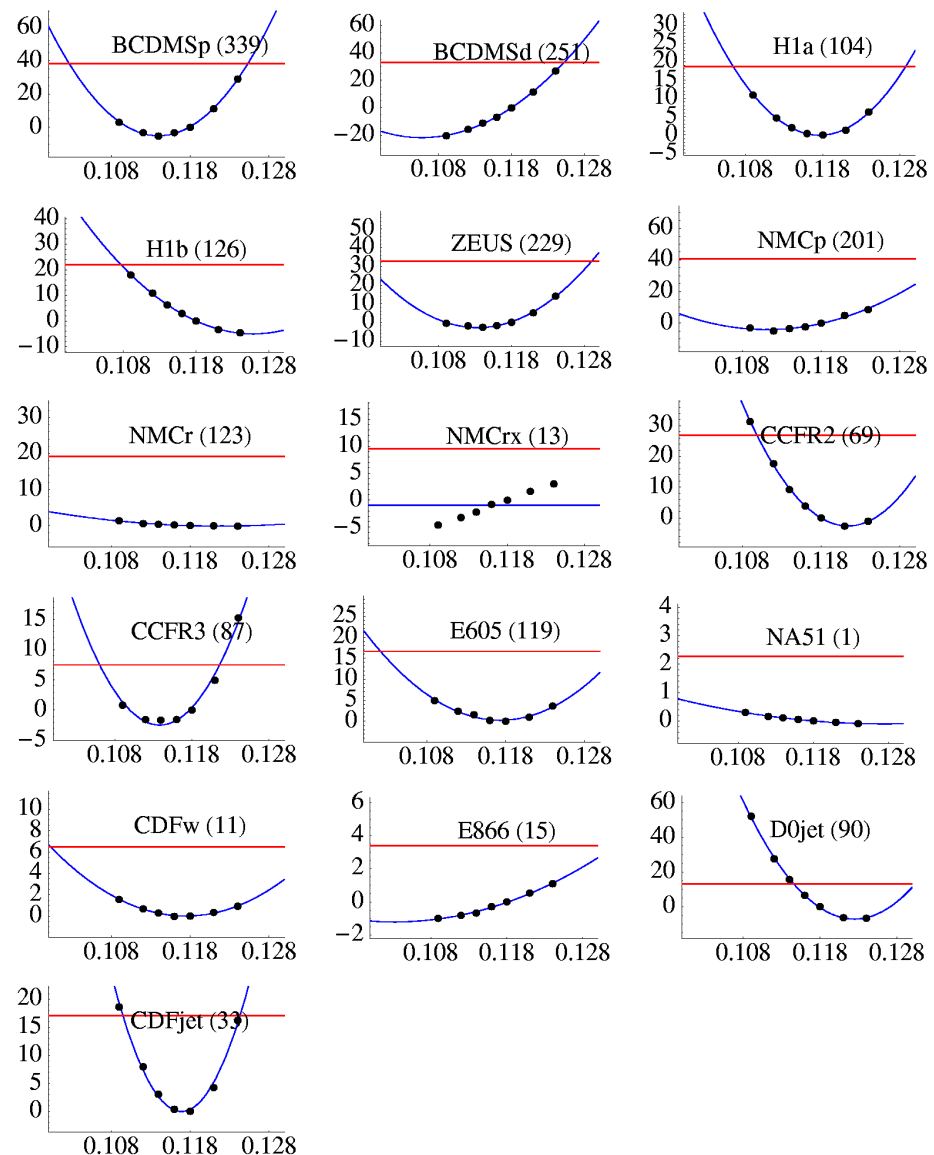 60
40
20
0
BCDMSp (339)
0.108 0.118 0.128
60
40
20
0
−20
BCDMSd (251)
0.108 0.118 0.128
30
25
20
15
10
5
0
−5
H1a (104)
0.108 0.118 0.128
40
30
20
10
0
−10
H1b (126)
0.108 0.118 0.128
50
40
30
20
10
0
−10
ZEUS (229)
0.108 0.118 0.128
60
40
20
0
NMCp (201)
0.108 0.118 0.128
30
20
10
0
NMCr (123)
0.108 0.118 0.128
15
10
5
0
−5
NMCrx (13)
0.108 0.118 0.128
30
20
10
0
CCFR2 (69)
0.108 0.118 0.128
15
10
5
0
−5
CCFR3 (87)
0.108 0.118 0.128
25
20
15
10
5
0
E605 (119)
0.108 0.118 0.128
4
3
2
1
0
NA51 (1)
0.108 0.118 0.128
10
8
6
4
2
0
CDFw (11)
0.108 0.118 0.128
6
4
2
0
−2
E866 (15)
0.108 0.118 0.128
60
40
20
0
D0jet (90)
0.108 0.118 0.128
20
15
10
5
0
CDFjet (33)
0.108 0.118 0.128